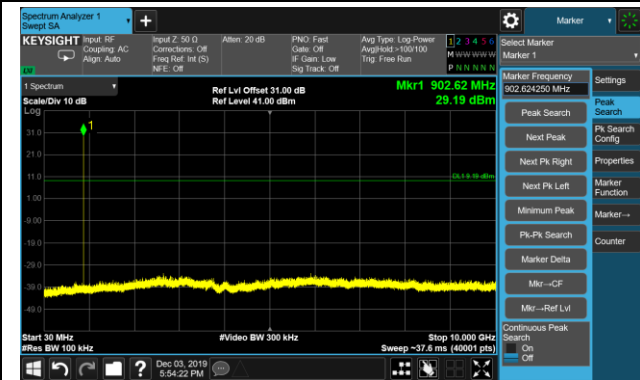 Spectrum Analyzer 1
Swept SA
Marker
KEYSIGHT
Input: RF
Coupling: AC
Align: Auto
Input Z: 50 Ω
Corrections: Off
Freq Ref: Int (S)
NFE: Off
Atten: 20 dB
PNO: Fast
Gate: Off
IF Gain: Low
Sig Track: Off
Avg Type: Log-Power
Avg|Hold:>100/100
Trig: Free Run
1 2 3 4 5 6
M W W W W W
P N N N N N
LW
Select Marker
Marker 1
1 Spectrum
Scale/Div 10 dB
Log
Ref Lvl Offset 31.00 dB
Ref Level 41.00 dBm
Mkr1 902.62 MHz
29.19 dBm
1
31.0
21.0
11.0
1.00
-9.00
-19.0
-29.0
-39.0
-49.0
DL1 9.19 dBm
Start 30 MHz
#Res BW 100 kHz
#Video BW 300 kHz
Stop 10.000 GHz
Sweep ~37.6 ms (40001 pts)
Marker Frequency
902.624250 MHz
Peak Search
Next Peak
Next Pk Right
Next Pk Left
Minimum Peak
Pk-Pk Search
Marker Delta
Mkr→CF
Mkr→Ref Lvl
Continuous Peak
Search
On
Off
Settings
Peak
Search
Pk Search
Config
Properties
Marker
Function
Marker→
Counter
?
Dec 03, 2019
5:54:22 PM